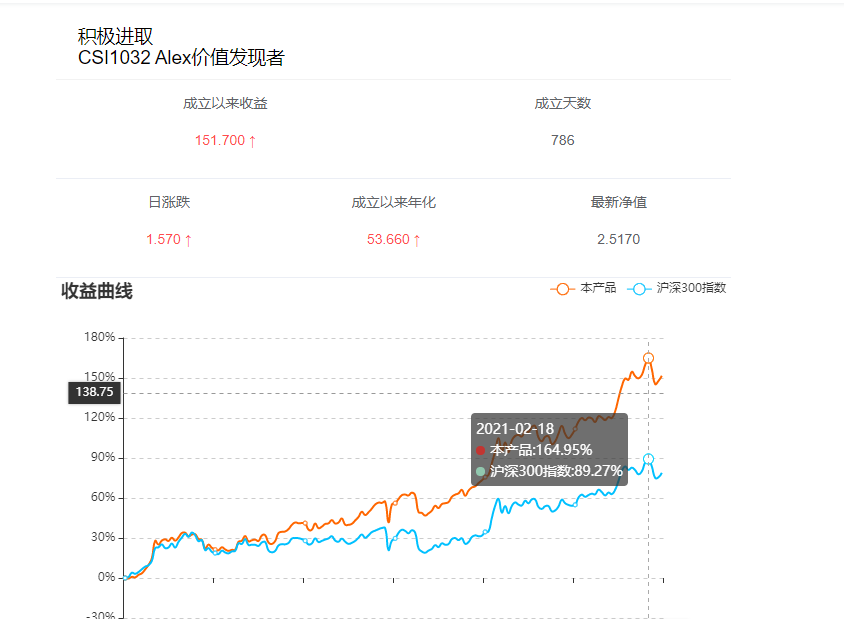 积极进取
CSI1032 Alex价值发现者
成立以来收益 成立天数
151.700 ↑ 786
日涨跌 成立以来年化 最新净值
1.570 ↑ 53.660 ↑ 2.5170
收益曲线
本产品 沪深300指数
180%
150%
138.75
120%
2021-02-18
本产品:164.95%
沪深300指数:89.27%
90%
60%
30%
0%
-30%